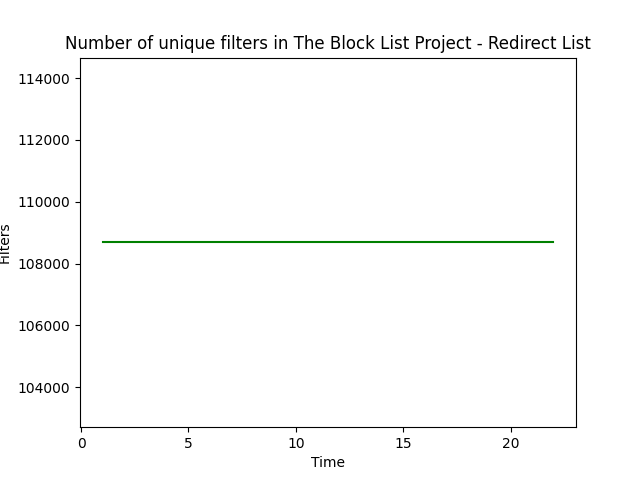 Number of unique filters in The Block List Project - Redirect List
114000
112000
110000
108000
106000
104000
Filters
0 5 10 15 20
Time